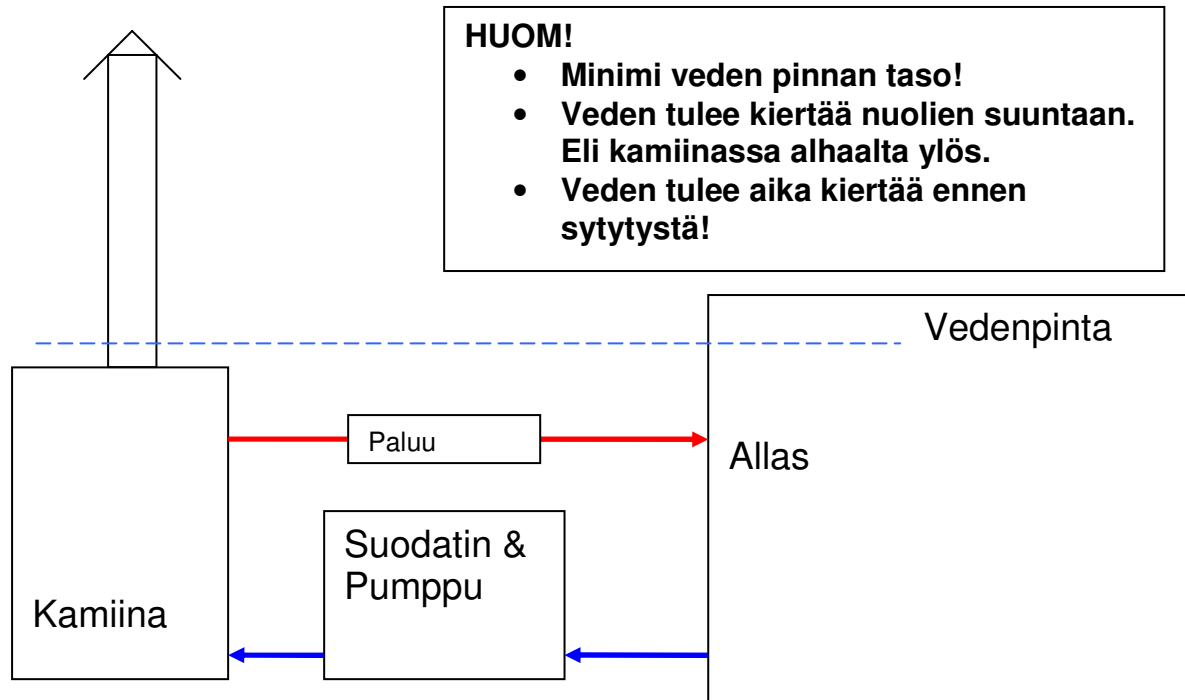 HUOM!
• Minimi veden pinnan taso!
• Veden tulee kiertää nuolien suuntaan.
Eli kamiinassa alhaalta ylös.
• Veden tulee aika kiertää ennen
sytytystä!
Vedenpinta
Paluu
Allas
Suodatin &
Pumppu
Kamiina